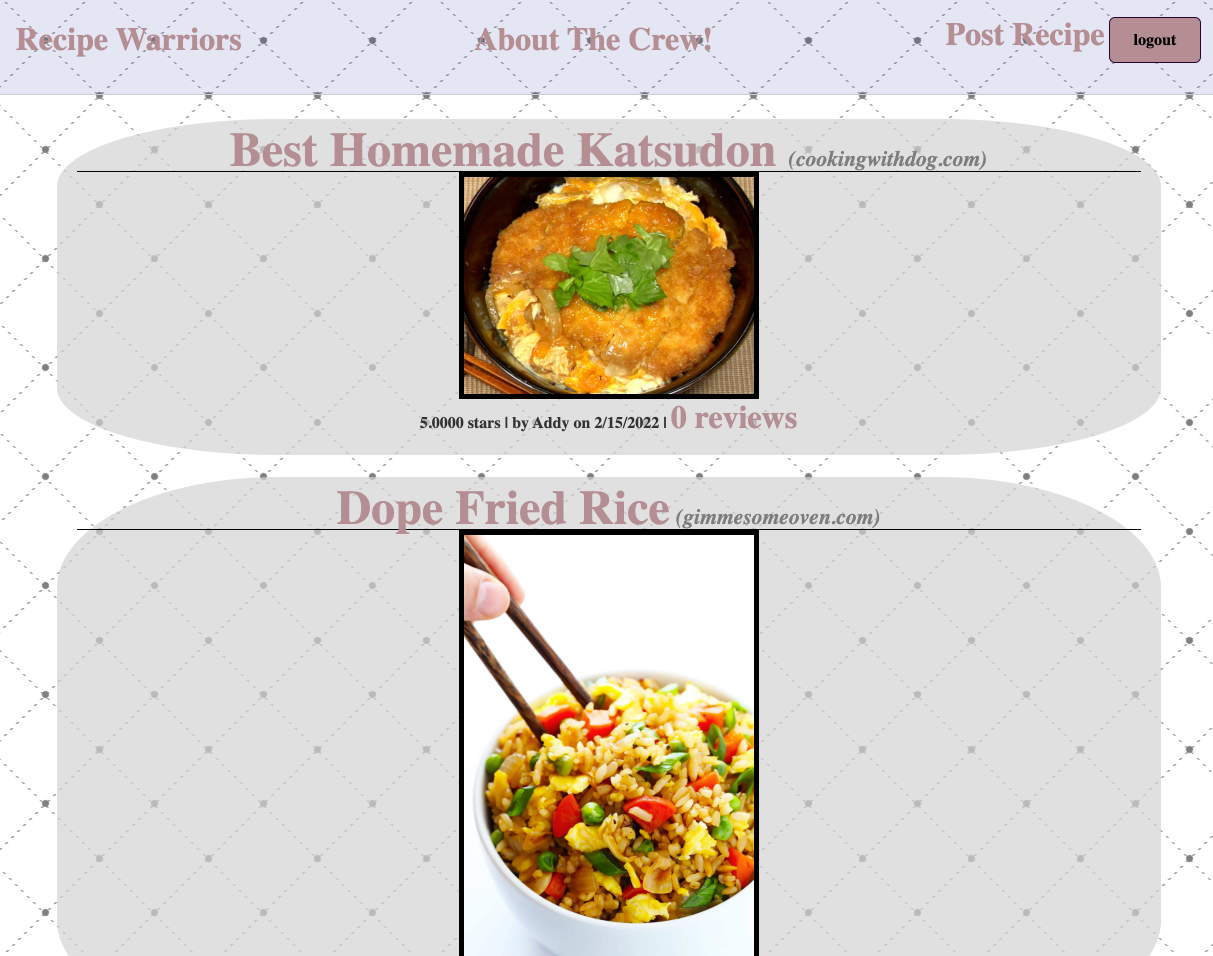 Recipe Warriors About The Crew! Post Recipe logout
Best Homemade Katsudon (cookingwithdog.com)
5.0000 stars | by Addy on 2/15/2022 | 0 reviews
Dope Fried Rice (gimmesomeoven.com)